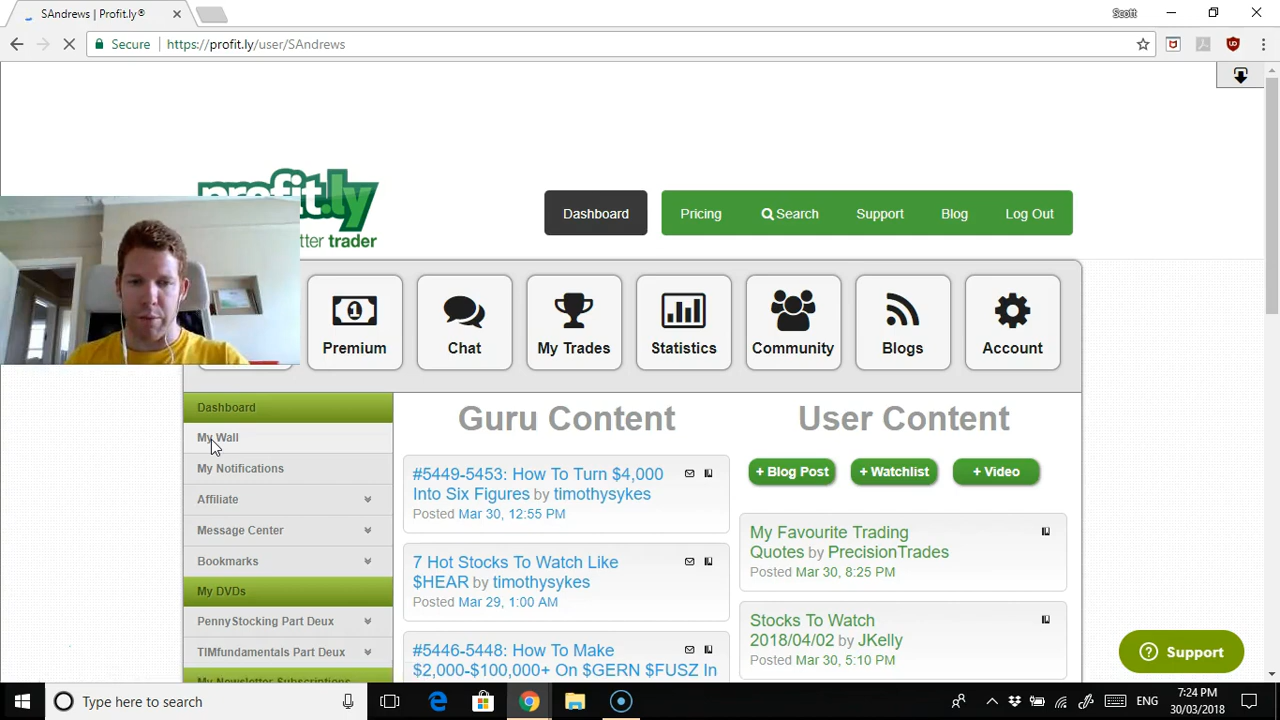 SAndrews | Profit.ly®
Scott
Secure
https://profit.ly/user/SAndrews
profit.ly
tter trader
Dashboard
Pricing
Search
Support
Blog
Log Out
Premium
Chat
My Trades
Statistics
Community
Blogs
Account
Dashboard
My Wall
My Notifications
Affiliate
Message Center
Bookmarks
My DVDs
PennyStocking Part Deux
TIMfundamentals Part Deux
My Newsletter Subscriptions
Guru Content
#5449-5453: How To Turn $4,000
Into Six Figures by timothysykes
Posted Mar 30, 12:55 PM
7 Hot Stocks To Watch Like
$HEAR by timothysykes
Posted Mar 29, 1:00 AM
#5446-5448: How To Make
$2,000-$100,000+ On $GERN $FUSZ In
User Content
+ Blog Post
+ Watchlist
+ Video
My Favourite Trading
Quotes by PrecisionTrades
Posted Mar 30, 8:25 PM
Stocks To Watch
2018/04/02 by JKelly
Posted Mar 30, 5:10 PM
Support
Type here to search
ENG
7:24 PM
30/03/2018